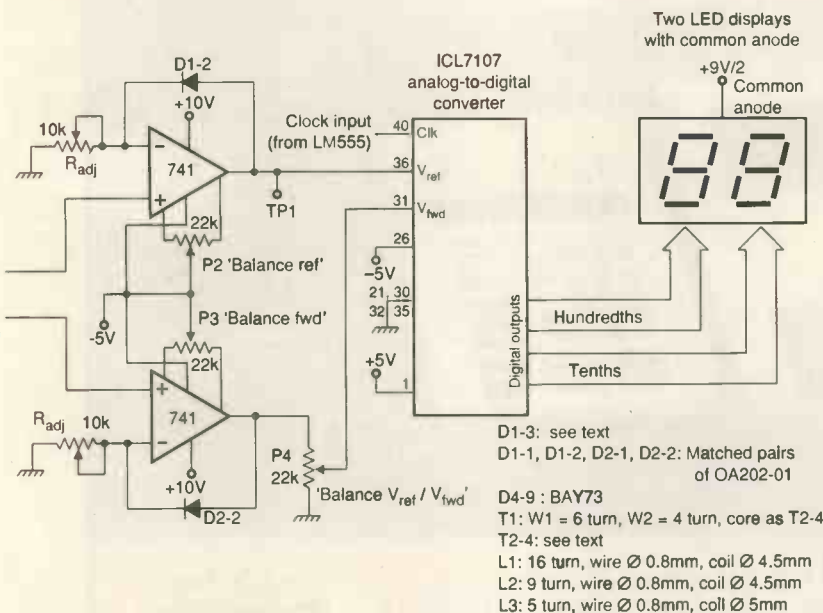 Two LED displays
with common anode
+9V/2
Common
anode
ICL7107
analog-to-digital
converter
D1-2
+10V
10k
Radj
741
22k
TP1
P2 'Balance ref'
-5V
P3 'Balance fwd'
22k
Radj 10k
741
+10V
D2-2
P4
22k
'Balance Vref / Vfwd'
Clock input
(from LM555)
40 Clk
36 Vref
31 Vfwd
26
–5V
21, 30
32 35
+5V
1
Digital outputs
Hundredths
Tenths
D1-3: see text
D1-1, D1-2, D2-1, D2-2: Matched pairs
of OA202-01
D4-9 : BAY73
T1: W1 = 6 turn, W2 = 4 turn, core as T2-4
T2-4: see text
L1: 16 turn, wire Ø 0.8mm, coil Ø 4.5mm
L2: 9 turn, wire Ø 0.8mm, coil Ø 4.5mm
L3: 5 turn, wire Ø 0.8mm, coil Ø 5mm